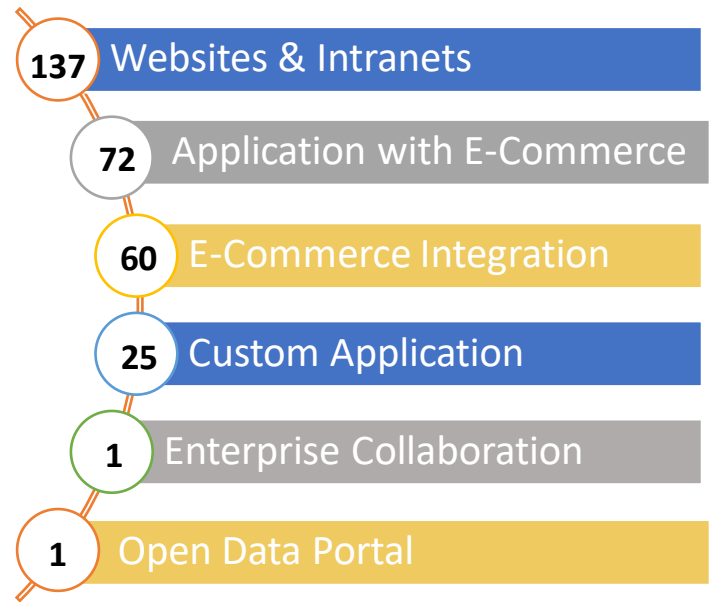 137 Websites & Intranets
72 Application with E-Commerce
60 E-Commerce Integration
25 Custom Application
1 Enterprise Collaboration
1 Open Data Portal